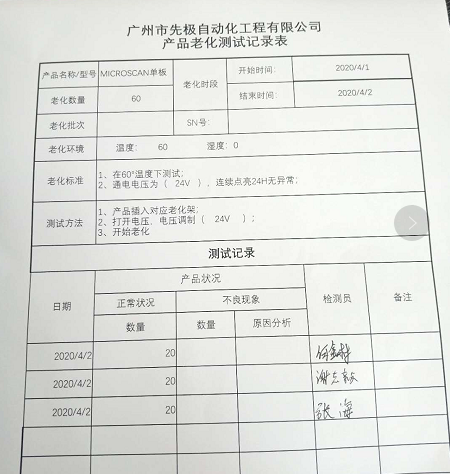 广州市先极自动化工程有限公司
产品老化测试记录表
产品名称/型号 MICROSCAN单板 老化时段 开始时间: 2020/4/1
老化数量 60 结束时间: 2020/4/2
老化批次 SN号:
老化环境 温度: 60 湿度:0
老化标准 1、在60°温度下测试;
2、通电电压为( 24V ),连续点亮24H无异常;
测试方法 1、产品插入对应老化架;
2、打开电压、电压调制( 24V );
3、开始老化
测试记录
日期 产品状况 检测员 备注
正常状况 不良现象
数量 数量 原因分析
2020/4/2 20
2020/4/2 20
2020/4/2 20 张海